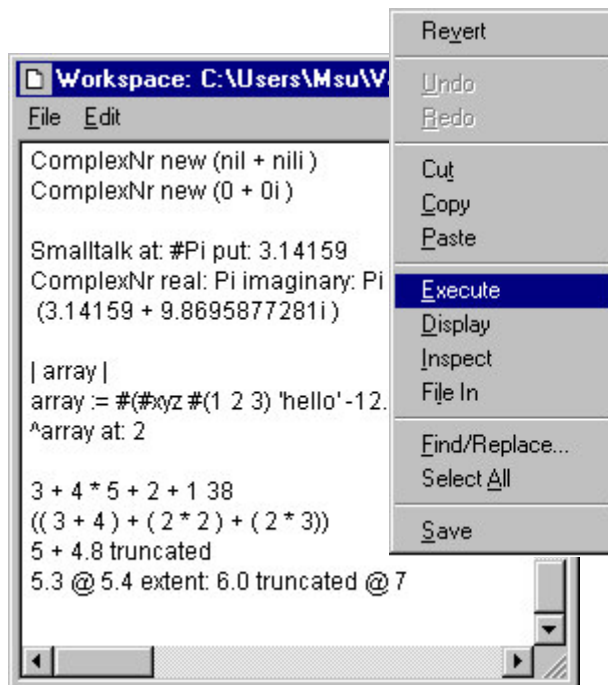 Workspace: C:\Users\Msu\V
File Edit
ComplexNr new (nil + nili )
ComplexNr new (0 + 0i )
Smalltalk at: #Pi put: 3.14159
ComplexNr real: Pi imaginary: Pi
(3.14159 + 9.8695877281i )
| array |
array := #(#xyz #(1 2 3) 'hello' -12.
^array at: 2
3 + 4 * 5 + 2 + 1 38
(( 3 + 4 ) + ( 2 * 2 ) + ( 2 * 3))
5 + 4.8 truncated
5.3 @ 5.4 extent: 6.0 truncated @ 7
Revert
Undo
Redo
Cut
Copy
Paste
Execute
Display
Inspect
File In
Find/Replace...
Select All
Save